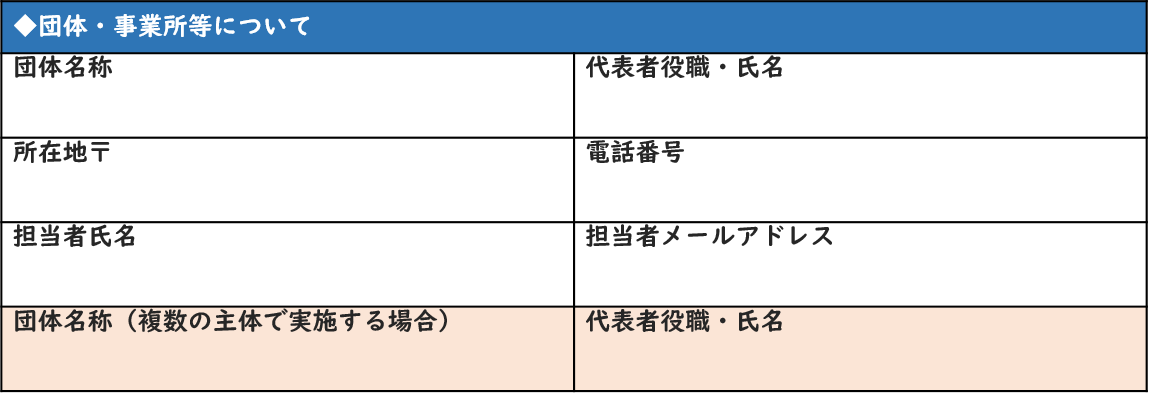 ◆団体・事業所等について
団体名称
代表者役職・氏名
所在地〒
電話番号
担当者氏名
担当者メールアドレス
団体名称（複数の主体で実施する場合）
代表者役職・氏名